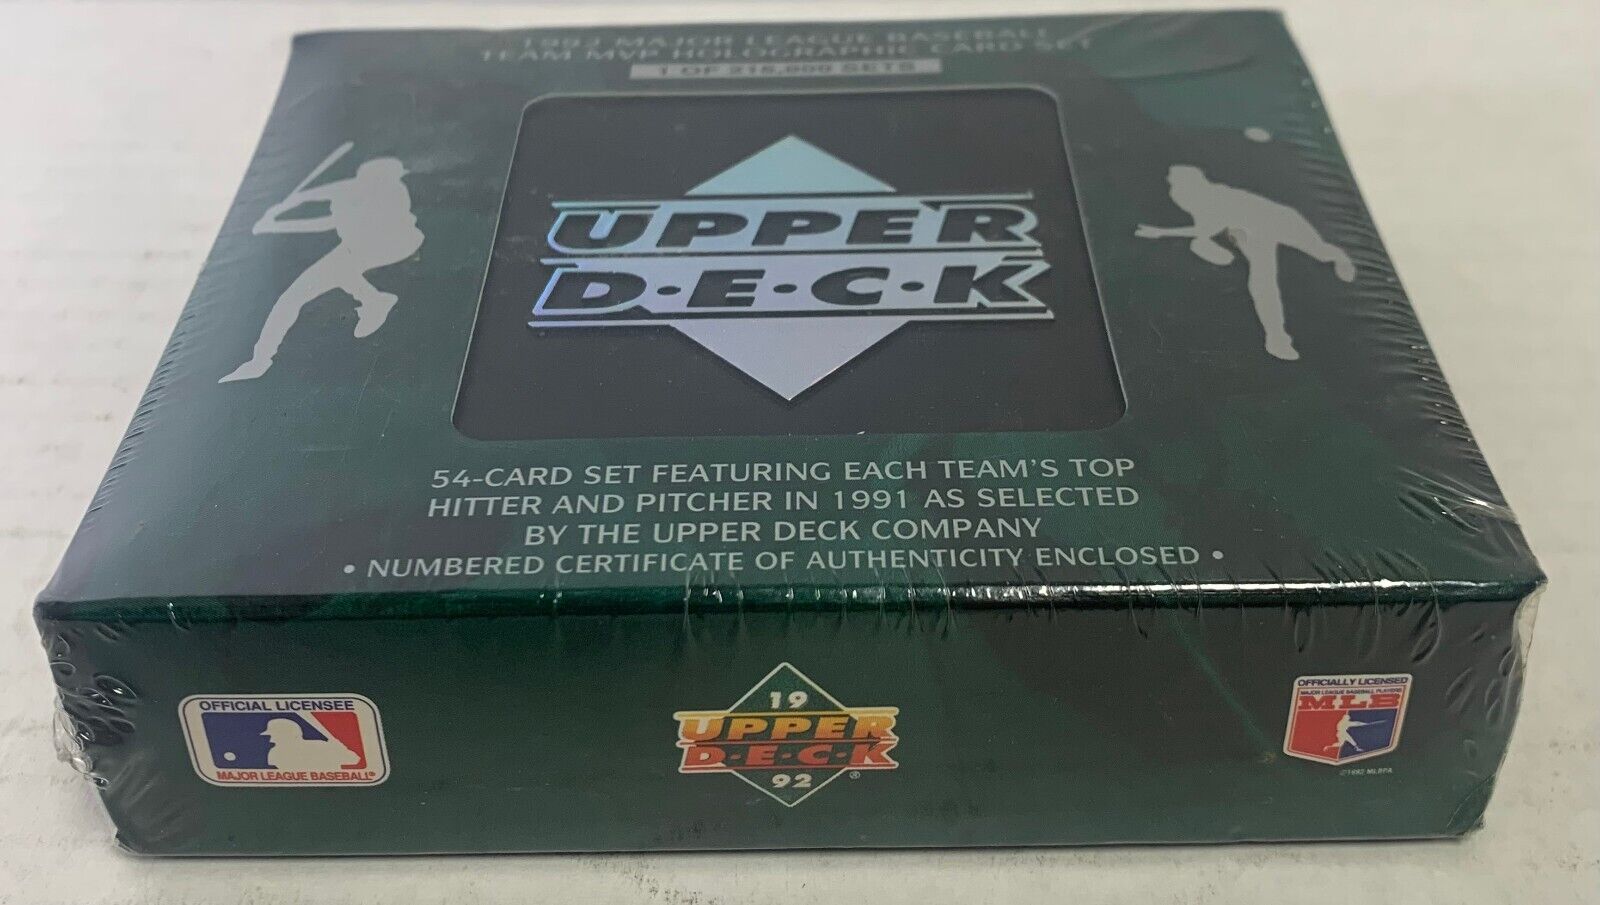 1992 MAJOR LEAGUE BASEBALL
TEAM MVP HOLOGRAPHIC CARD SET
1 OF 216,000 SETS
UPPER
D·E·C·K
54-CARD SET FEATURING EACH TEAM'S TOP
HITTER AND PITCHER IN 1991 AS SELECTED
BY THE UPPER DECK COMPANY
• NUMBERED CERTIFICATE OF AUTHENTICITY ENCLOSED •
OFFICIAL LICENSEE
MAJOR LEAGUE BASEBALL®
19
UPPER
D·E·C·K
92
®
OFFICIALLY LICENSED
MAJOR LEAGUE BASEBALL PLAYERS
MLB
©1992 MLBPA